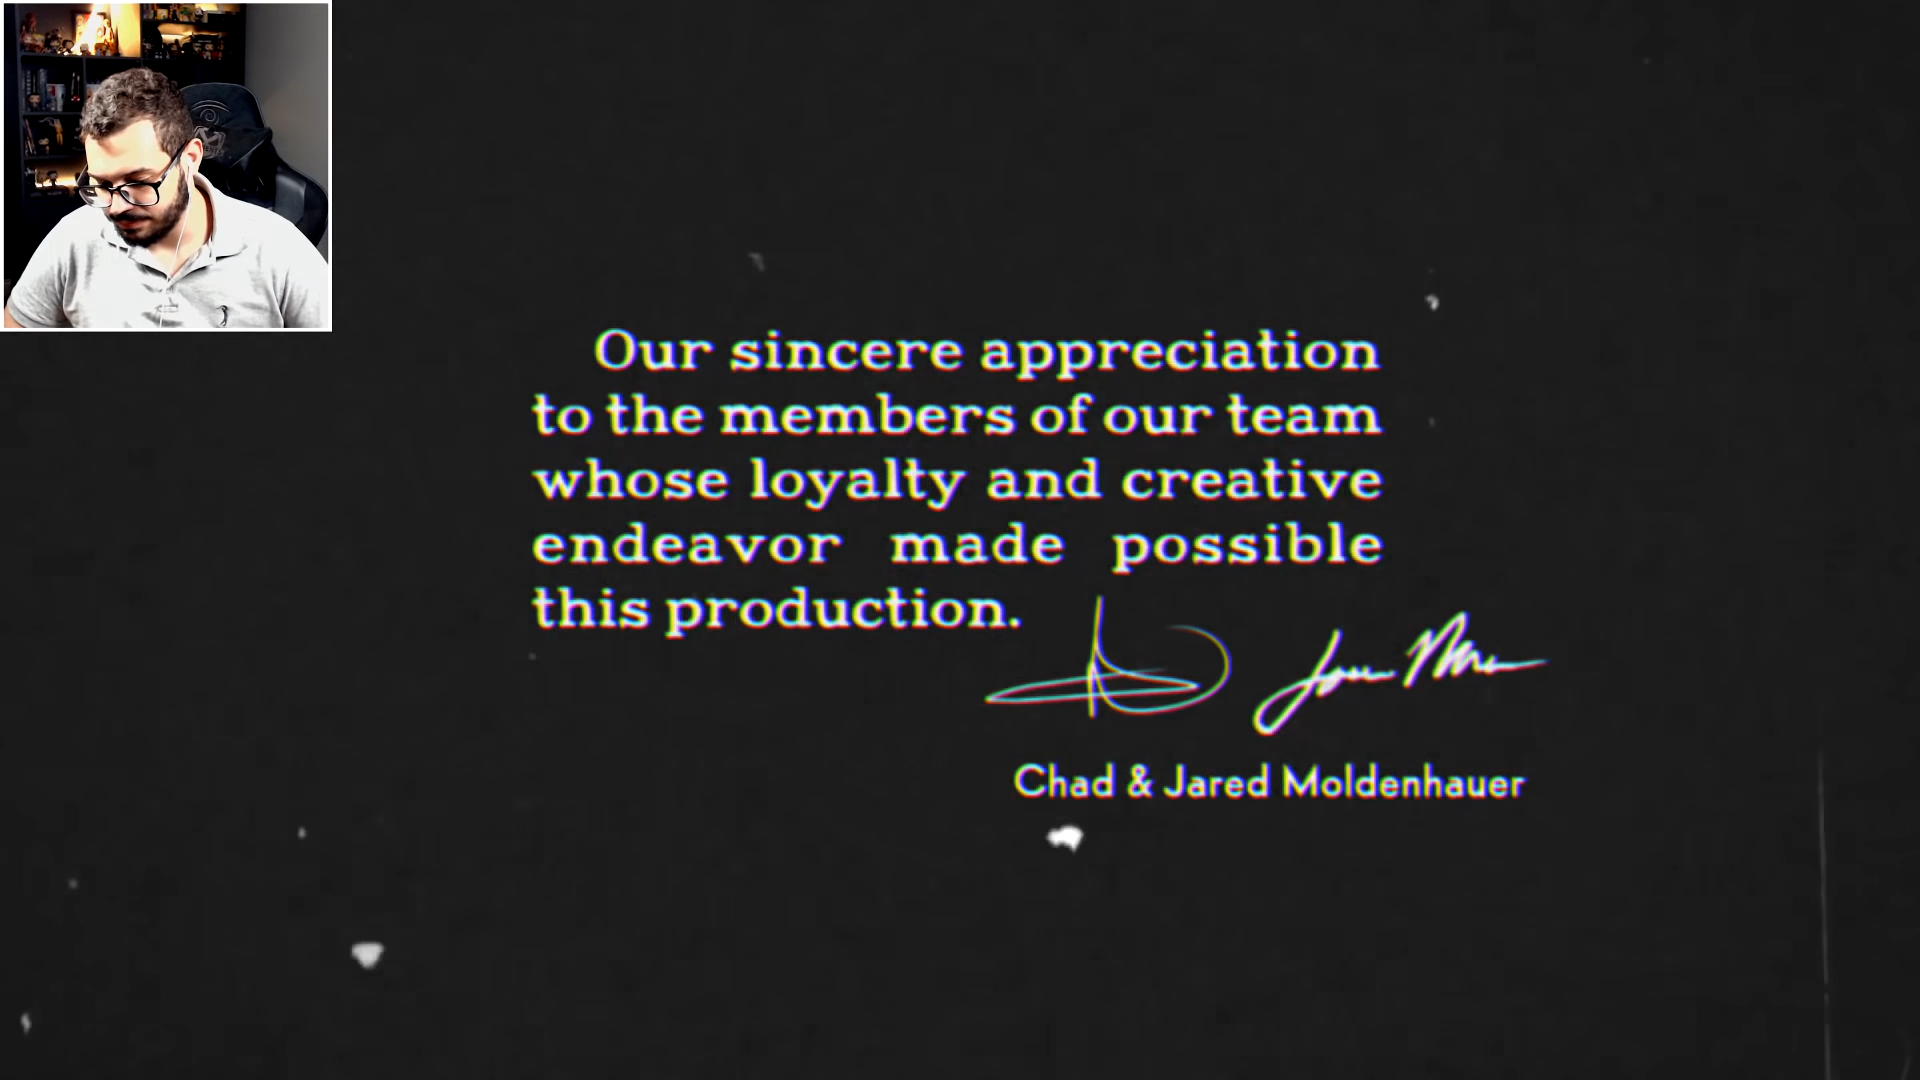 Our sincere appreciation
to the members of our team
whose loyalty and creative
endeavor made possible
this production.
Chad & Jared Moldenhauer